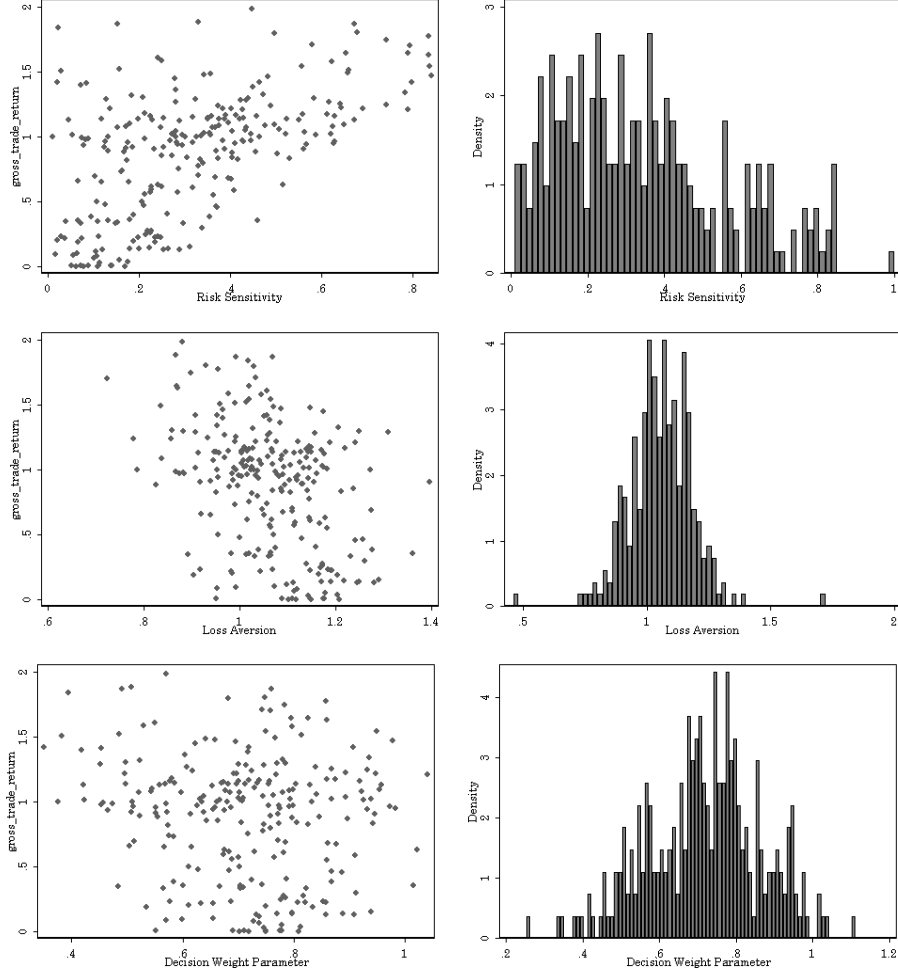 gross_trade_return
2
1.5
1
.5
0
0 .2 .4 .6 .8
Risk Sensitivity
Density
3
2
1
0
0 .2 .4 .6 .8 1
Risk Sensitivity
gross_trade_return
2
1.5
1
.5
0
.6 .8 1 1.2 1.4
Loss Aversion
Density
4
3
2
1
0
.5 1 1.5 2
Loss Aversion
gross_trade_return
2
1.5
1
.5
0
.4 .6 .8 1
Decision Weight Parameter
Density
4
3
2
1
0
.2 .4 .6 .8 1 1.2
Decision Weight Parameter